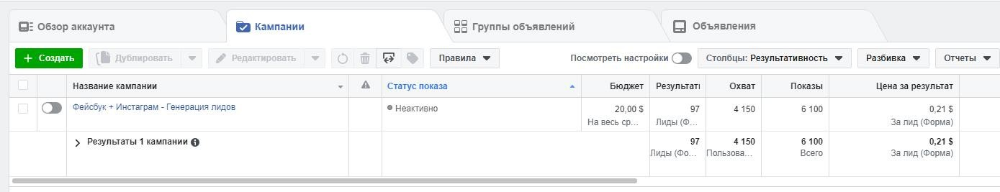 Обзор аккаунта
Кампании
Группы объявлений
Объявления
+ Создать
Дублировать
Редактировать
Правила
Посмотреть настройки
Столбцы: Результативность
Разбивка
Отчеты
Название кампании
Статус показа
Бюджет
Результаты
Охват
Показы
Цена за результат
Фейсбук + Инстаграм - Генерация лидов
Неактивно
20,00 $
97
4 150
6 100
0,21 $
На весь ср...
Лиды (Ф...
За лид (Форма)
Результаты 1 кампании
97
4 150
6 100
0,21 $
Лиды (Фо...
Пользова...
Всего
За лид (Форма)